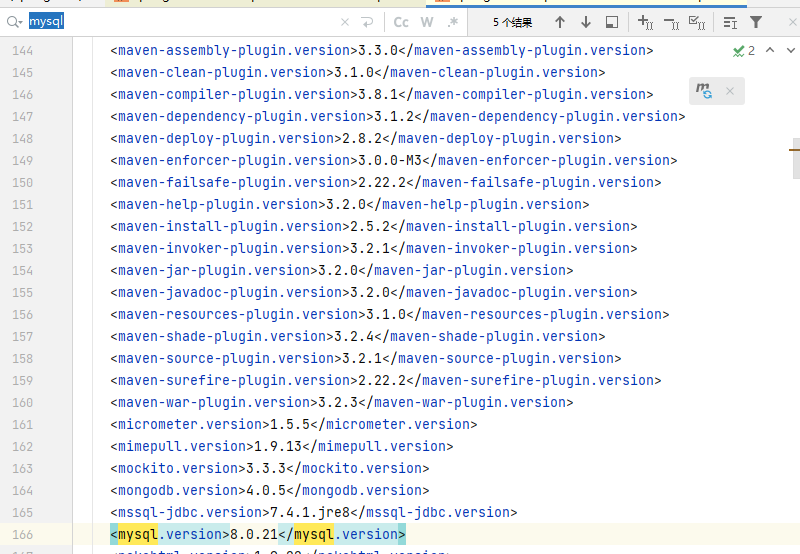 mysql
Cc W .* 5 个结果
144 <maven-assembly-plugin.version>3.3.0</maven-assembly-plugin.version>
2
145 <maven-clean-plugin.version>3.1.0</maven-clean-plugin.version>
146 <maven-compiler-plugin.version>3.8.1</maven-compiler-plugin.version>
147 <maven-dependency-plugin.version>3.1.2</maven-dependency-plugin.version>
148 <maven-deploy-plugin.version>2.8.2</maven-deploy-plugin.version>
149 <maven-enforcer-plugin.version>3.0.0-M3</maven-enforcer-plugin.version>
150 <maven-failsafe-plugin.version>2.22.2</maven-failsafe-plugin.version>
151 <maven-help-plugin.version>3.2.0</maven-help-plugin.version>
152 <maven-install-plugin.version>2.5.2</maven-install-plugin.version>
153 <maven-invoker-plugin.version>3.2.1</maven-invoker-plugin.version>
154 <maven-jar-plugin.version>3.2.0</maven-jar-plugin.version>
155 <maven-javadoc-plugin.version>3.2.0</maven-javadoc-plugin.version>
156 <maven-resources-plugin.version>3.1.0</maven-resources-plugin.version>
157 <maven-shade-plugin.version>3.2.4</maven-shade-plugin.version>
158 <maven-source-plugin.version>3.2.1</maven-source-plugin.version>
159 <maven-surefire-plugin.version>2.22.2</maven-surefire-plugin.version>
160 <maven-war-plugin.version>3.2.3</maven-war-plugin.version>
161 <micrometer.version>1.5.5</micrometer.version>
162 <mimepull.version>1.9.13</mimepull.version>
163 <mockito.version>3.3.3</mockito.version>
164 <mongodb.version>4.0.5</mongodb.version>
165 <mssql-jdbc.version>7.4.1.jre8</mssql-jdbc.version>
166 <mysql.version>8.0.21</mysql.version>